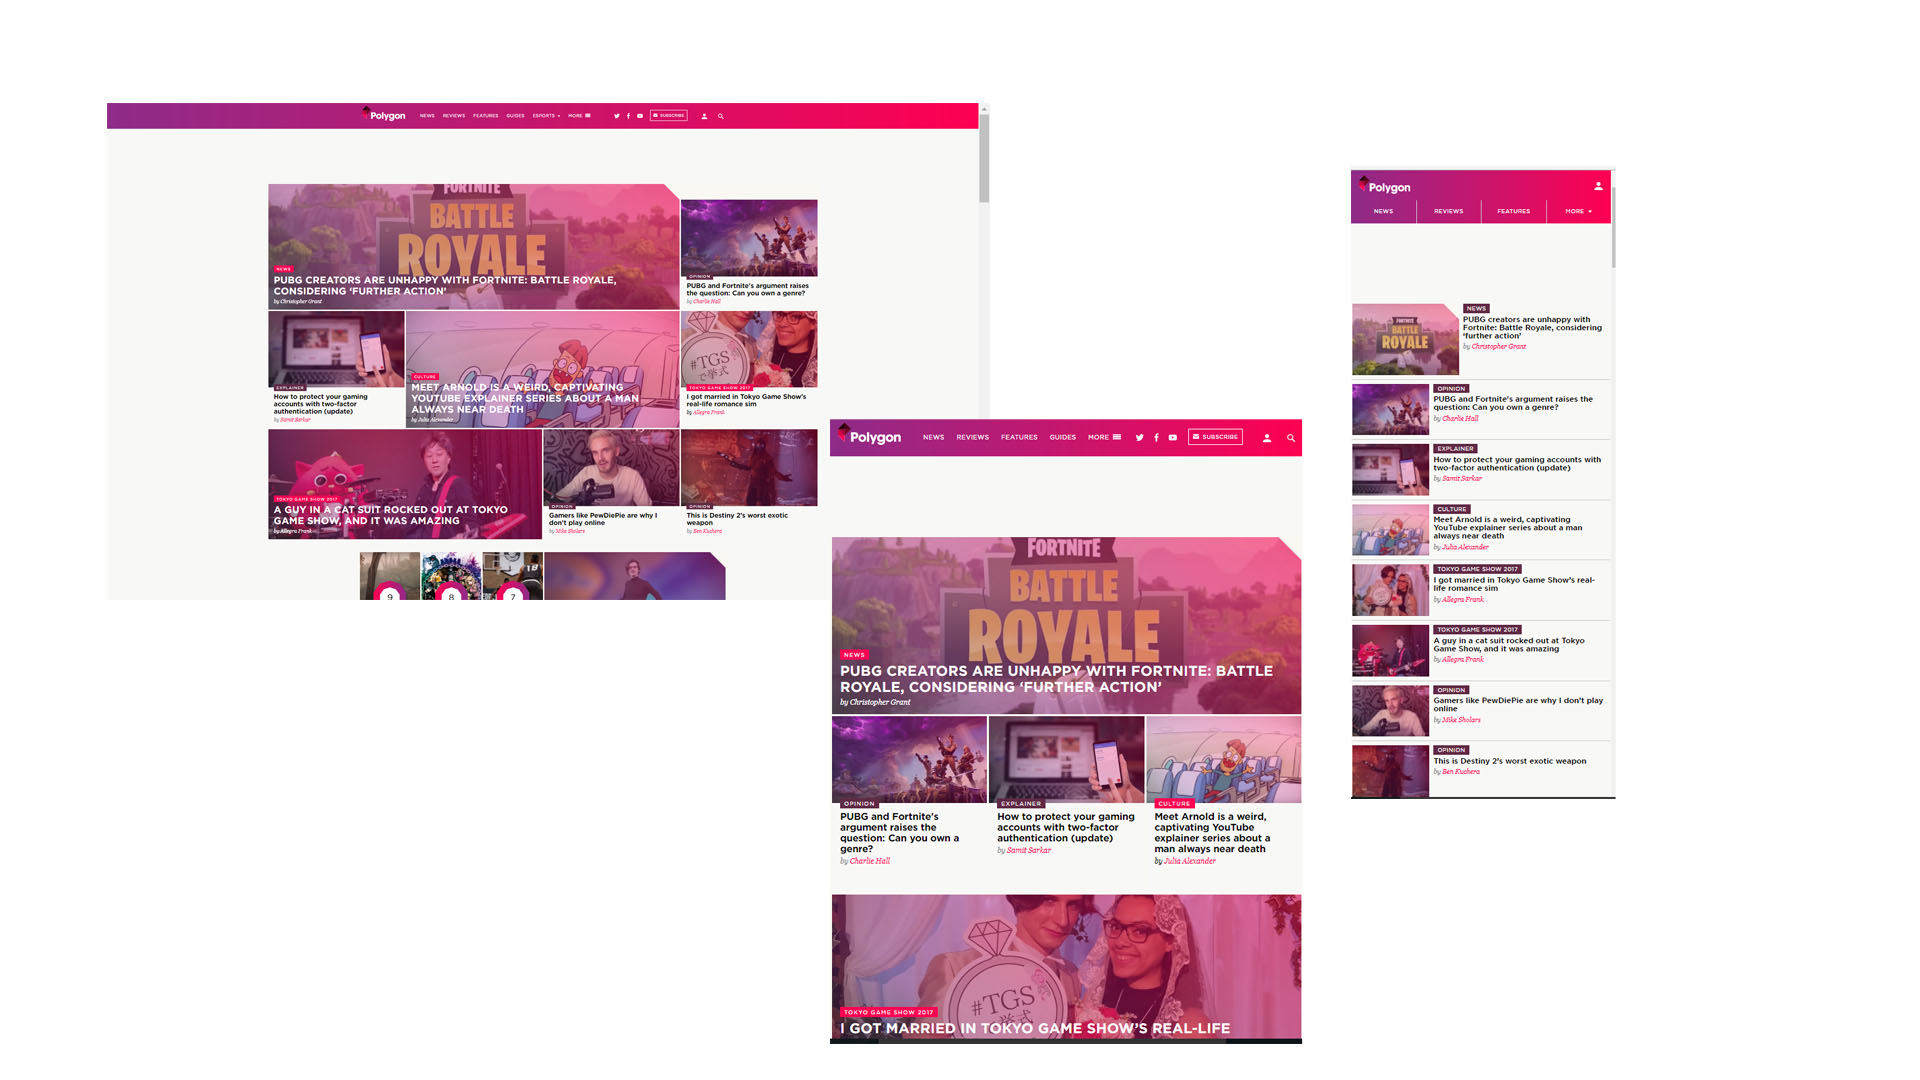 Polygon
NEWS REVIEWS FEATURES GUIDES ESPORTS MORE SUBSCRIBE
FORTNITE
BATTLE
ROYALE
NEWS
PUBG CREATORS ARE UNHAPPY WITH FORTNITE: BATTLE ROYALE,
CONSIDERING ‘FURTHER ACTION’
by Christopher Grant
OPINION
PUBG and Fortnite's argument raises
the question: Can you own a genre?
by Charlie Hall
EXPLAINER
How to protect your gaming
accounts with two-factor
authentication (update)
by Samit Sarkar
CULTURE
MEET ARNOLD IS A WEIRD, CAPTIVATING
YOUTUBE EXPLAINER SERIES ABOUT A MAN
ALWAYS NEAR DEATH
by Julia Alexander
#TGS
で挙式
TOKYO GAME SHOW 2017
I got married in Tokyo Game Show's
real-life romance sim
by Allegra Frank
TOKYO GAME SHOW 2017
A GUY IN A CAT SUIT ROCKED OUT AT TOKYO
GAME SHOW, AND IT WAS AMAZING
by Allegra Frank
OPINION
Gamers like PewDiePie are why I
don't play online
by Mike Sholars
OPINION
This is Destiny 2's worst exotic
weapon
by Ben Kuchera
9
8
7
18
Polygon
NEWS REVIEWS FEATURES GUIDES MORE SUBSCRIBE
FORTNITE
BATTLE
ROYALE
NEWS
PUBG CREATORS ARE UNHAPPY WITH FORTNITE: BATTLE
ROYALE, CONSIDERING ‘FURTHER ACTION’
by Christopher Grant
OPINION
PUBG and Fortnite's
argument raises the
question: Can you own a
genre?
by Charlie Hall
EXPLAINER
How to protect your gaming
accounts with two-factor
authentication (update)
by Samit Sarkar
CULTURE
Meet Arnold is a weird,
captivating YouTube
explainer series about a
man always near death
by Julia Alexander
#TGS
挙式
TOKYO GAME SHOW 2017
I GOT MARRIED IN TOKYO GAME SHOW'S REAL-LIFE
Polygon
NEWS REVIEWS FEATURES MORE
BATTLE
ROYALE
NEWS
PUBG creators are unhappy with
Fortnite: Battle Royale, considering
‘further action’
by Christopher Grant
OPINION
PUBG and Fortnite's argument raises the
question: Can you own a genre?
by Charlie Hall
EXPLAINER
How to protect your gaming accounts with
two-factor authentication (update)
by Samit Sarkar
CULTURE
Meet Arnold is a weird, captivating
YouTube explainer series about a man
always near death
by Julia Alexander
TOKYO GAME SHOW 2017
I got married in Tokyo Game Show's real-
life romance sim
by Allegra Frank
TOKYO GAME SHOW 2017
A guy in a cat suit rocked out at Tokyo
Game Show, and it was amazing
by Allegra Frank
OPINION
Gamers like PewDiePie are why I don't play
online
by Mike Sholars
OPINION
This is Destiny 2's worst exotic weapon
by Ben Kuchera